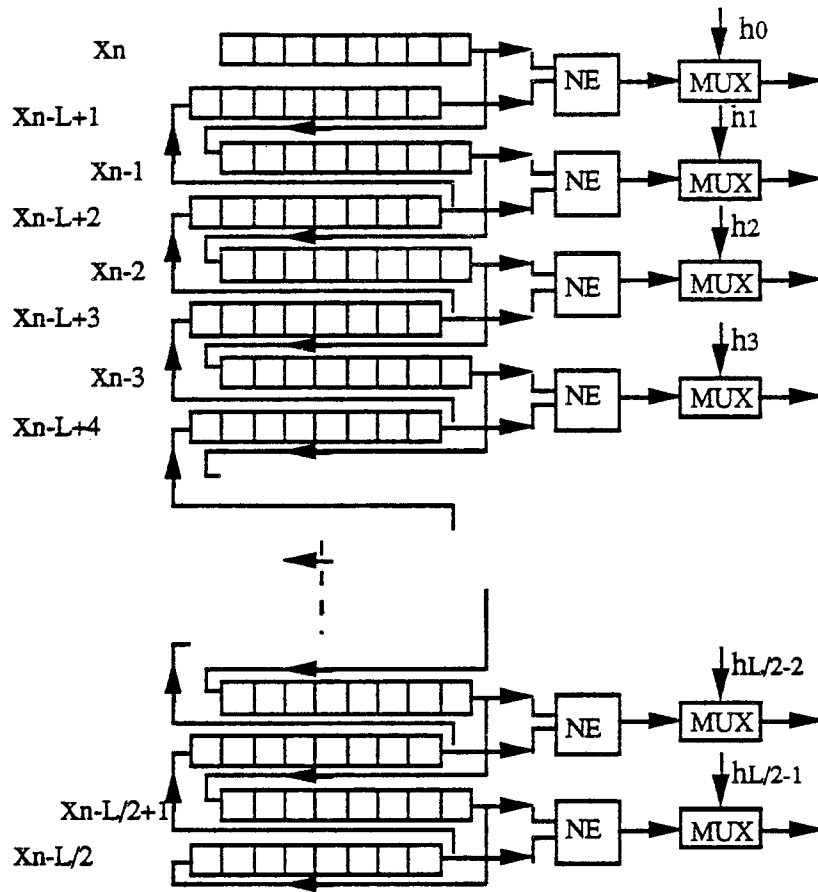 Xn
NE
h0
MUX
Xn-L+1
h1
Xn-1
NE
MUX
Xn-L+2
h2
Xn-2
NE
MUX
Xn-L+3
h3
Xn-3
NE
MUX
Xn-L+4
hL/2-2
NE
MUX
hL/2-1
Xn-L/2+1
NE
MUX
Xn-L/2